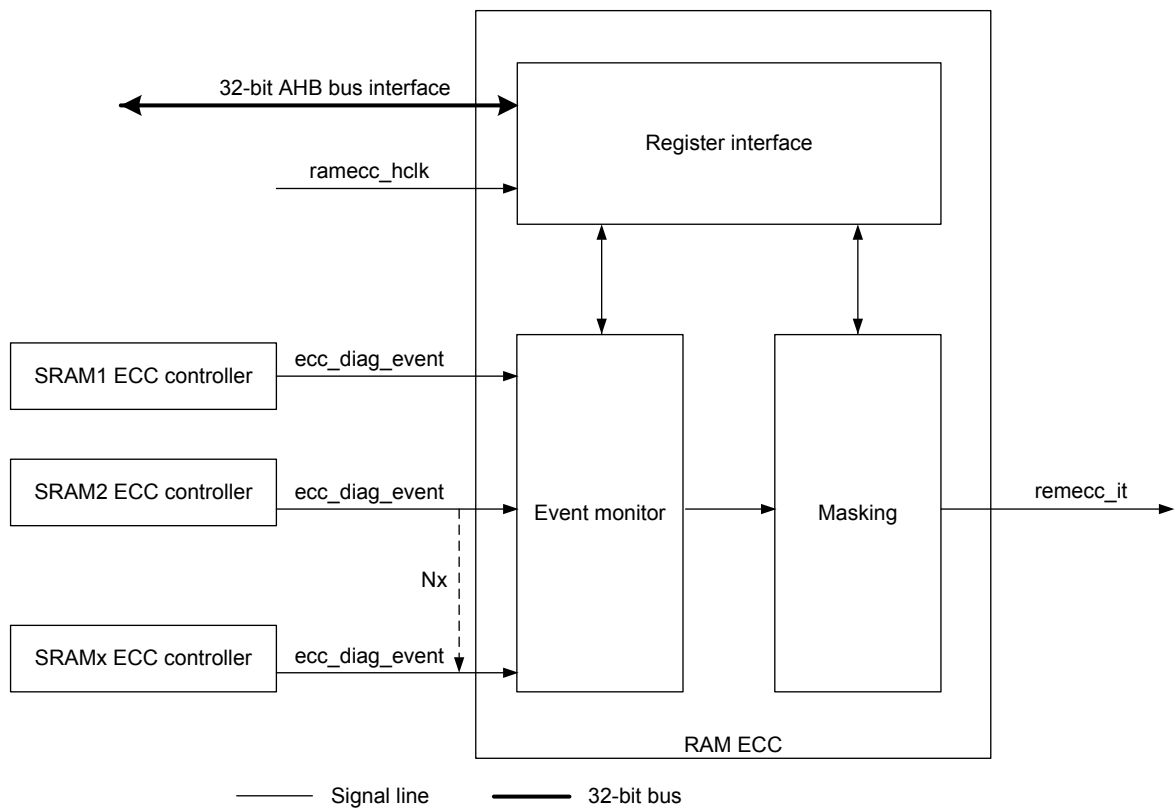 32-bit AHB bus interface
Register interface
ramecc_hclk
SRAM1 ECC controller
ecc_diag_event
SRAM2 ECC controller
ecc_diag_event
Event monitor
Masking
remecc_it
Nx
SRAMx ECC controller
ecc_diag_event
RAM ECC
Signal line
32-bit bus